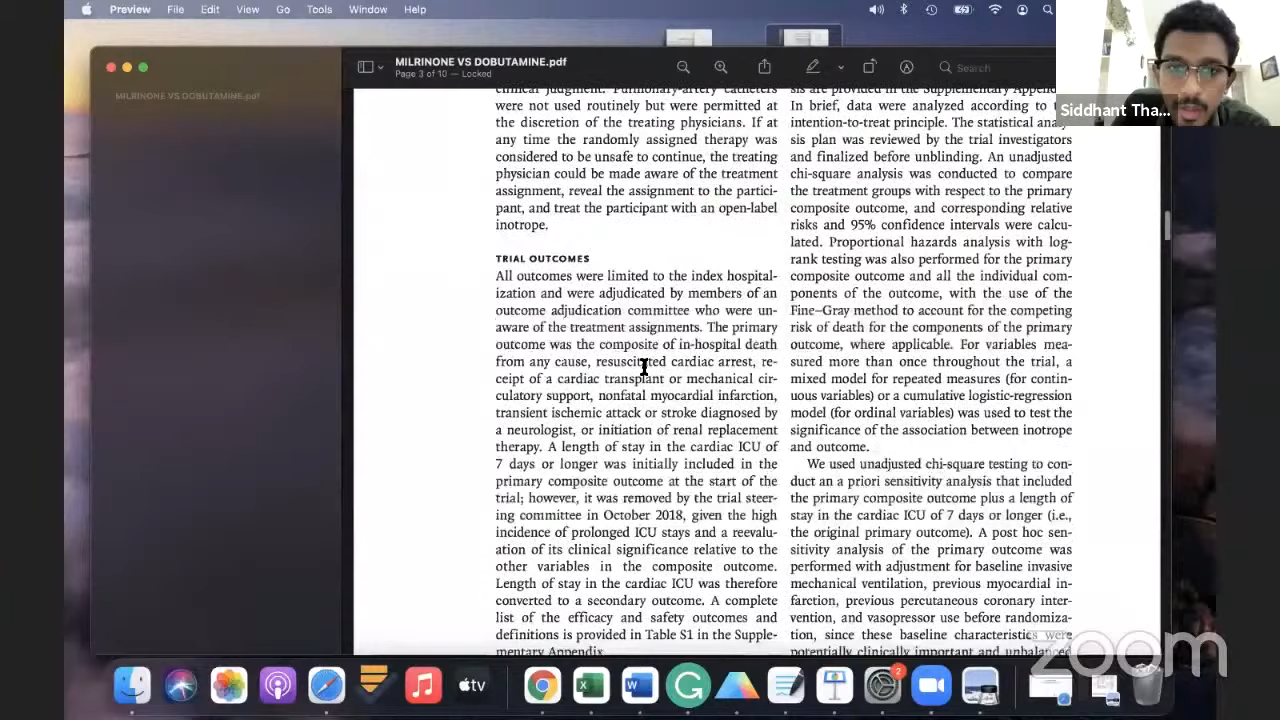 Preview File Edit View Go Tools Window Help
MILRINONE VS DOBUTAMINE.pdf
Page 3 of 10 — Locked
Search
MILRINONE VS DOBUTAMINE.pdf
Siddhant Tha...
clinical judgment. Pulmonary-artery catheters
were not used routinely but were permitted at
the discretion of the treating physicians. If at
any time the randomly assigned therapy was
considered to be unsafe to continue, the treating
physician could be made aware of the treatment
assignment, reveal the assignment to the partici-
pant, and treat the participant with an open-label
inotrope.
TRIAL OUTCOMES
All outcomes were limited to the index hospital-
ization and were adjudicated by members of an
outcome adjudication committee who were un-
aware of the treatment assignments. The primary
outcome was the composite of in-hospital death
from any cause, resuscitated cardiac arrest, re-
ceipt of a cardiac transplant or mechanical cir-
culatory support, nonfatal myocardial infarction,
transient ischemic attack or stroke diagnosed by
a neurologist, or initiation of renal replacement
therapy. A length of stay in the cardiac ICU of
7 days or longer was initially included in the
primary composite outcome at the start of the
trial; however, it was removed by the trial steer-
ing committee in October 2018, given the high
incidence of prolonged ICU stays and a reevalu-
ation of its clinical significance relative to the
other variables in the composite outcome.
Length of stay in the cardiac ICU was therefore
converted to a secondary outcome. A complete
list of the efficacy and safety outcomes and
definitions is provided in Table S1 in the Supple-
mentary Appendix
sis are provided in the Supplementary Appen
In brief, data were analyzed according to
intention-to-treat principle. The statistical analy-
sis plan was reviewed by the trial investigators
and finalized before unblinding. An unadjusted
chi-square analysis was conducted to compare
the treatment groups with respect to the primary
composite outcome, and corresponding relative
risks and 95% confidence intervals were calcu-
lated. Proportional hazards analysis with log-
rank testing was also performed for the primary
composite outcome and all the individual com-
ponents of the outcome, with the use of the
Fine–Gray method to account for the competing
risk of death for the components of the primary
outcome, where applicable. For variables mea-
sured more than once throughout the trial, a
mixed model for repeated measures (for contin-
uous variables) or a cumulative logistic-regression
model (for ordinal variables) was used to test the
significance of the association between inotrope
and outcome.
We used unadjusted chi-square testing to con-
duct an a priori sensitivity analysis that included
the primary composite outcome plus a length of
stay in the cardiac ICU of 7 days or longer (i.e.,
the original primary outcome). A post hoc sen-
sitivity analysis of the primary outcome was
performed with adjustment for baseline invasive
mechanical ventilation, previous myocardial in-
farction, previous percutaneous coronary inter-
vention, and vasopressor use before randomiza-
tion, since these baseline characteristics were
potentially clinically important and unbalanced
zoom
tv
2